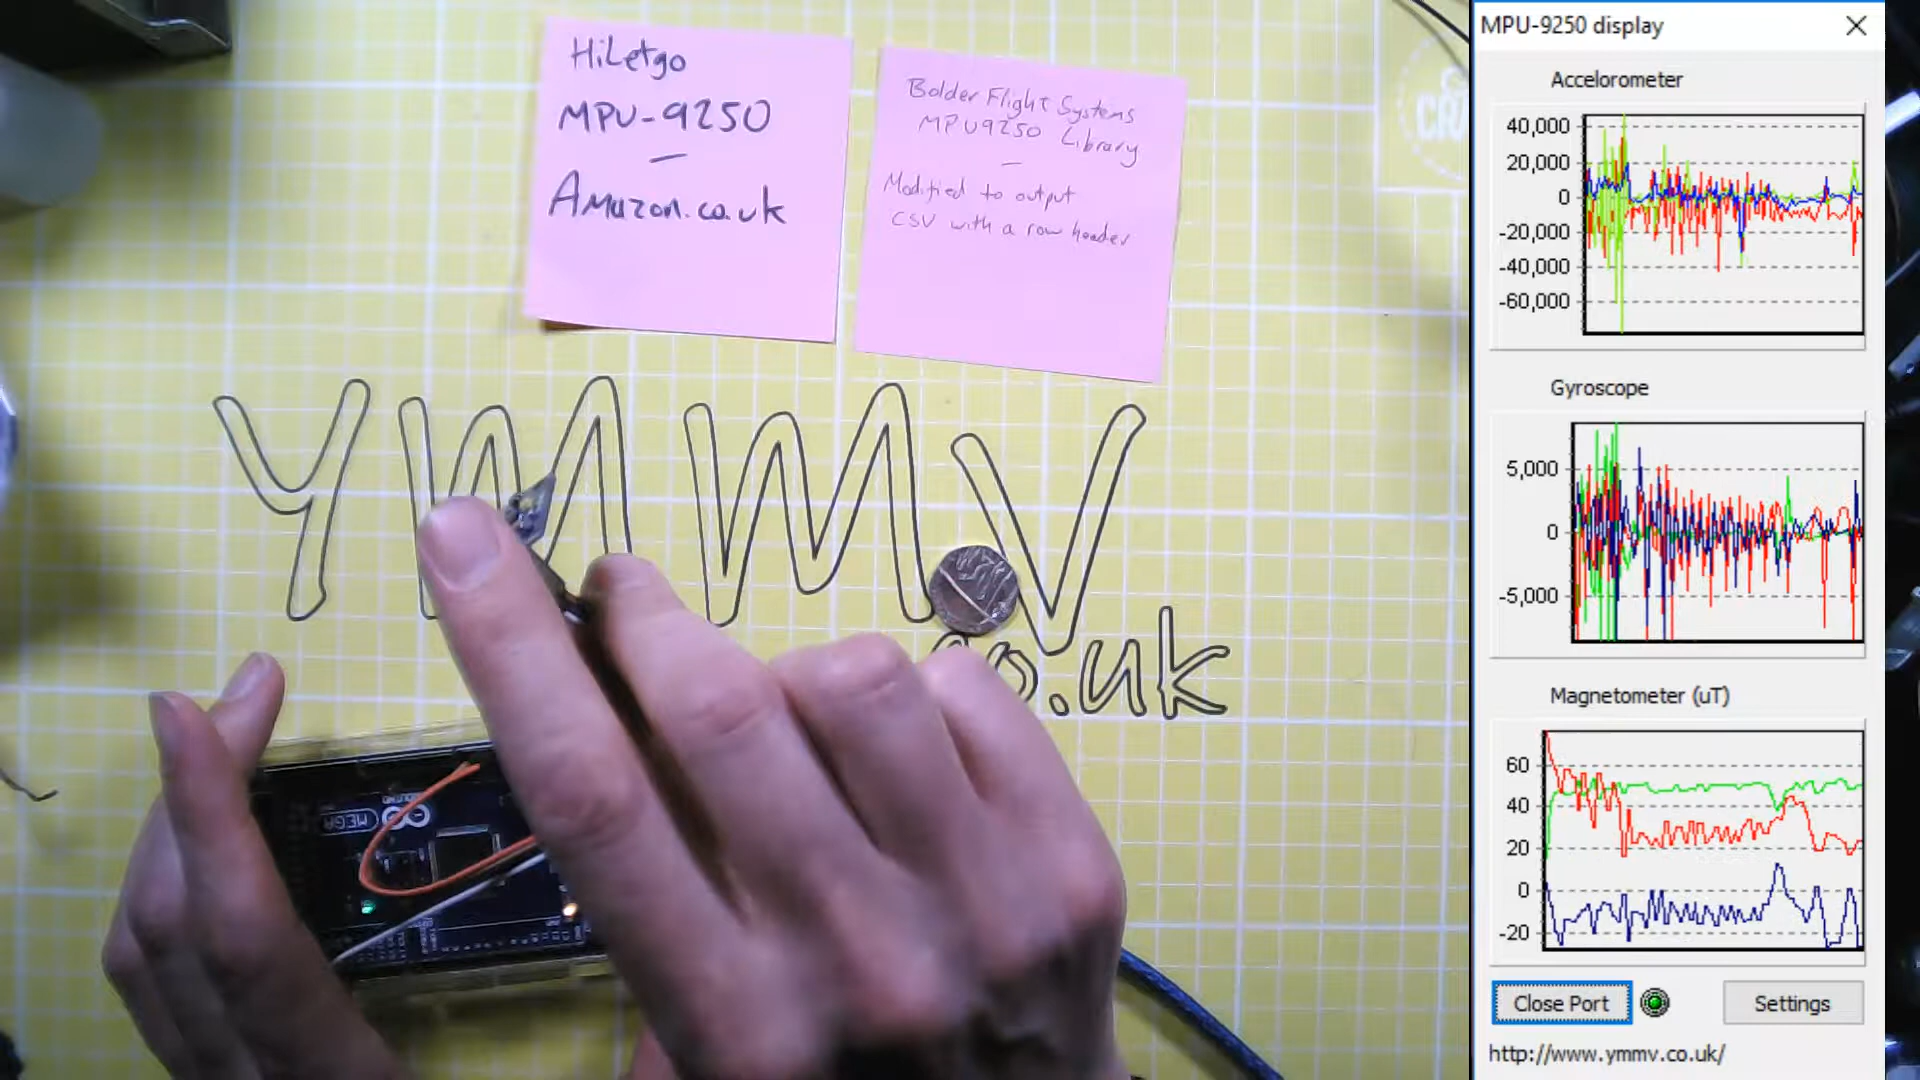 HiLetgo
MPU-9250
—
Amazon.co.uk
Bolder Flight Systems
MPU9250 Library
—
Modified to output
CSV with a row header
YMMV
co.uk
MEGA
MPU-9250 display
Accelorometer
40,000
20,000
0
-20,000
-40,000
-60,000
Gyroscope
5,000
0
-5,000
Magnetometer (uT)
60
40
20
0
-20
Close Port
Settings
http://www.ymmv.co.uk/